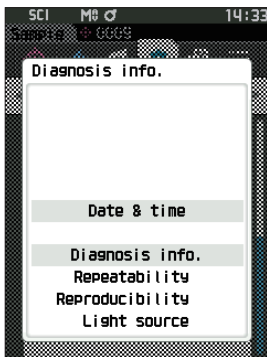 SCI M⁰ ♂ 14:33
Sample 0009
Diagnosis info.
Date & time
Diagnosis info.
Repeatability
Reproducibility
Light source